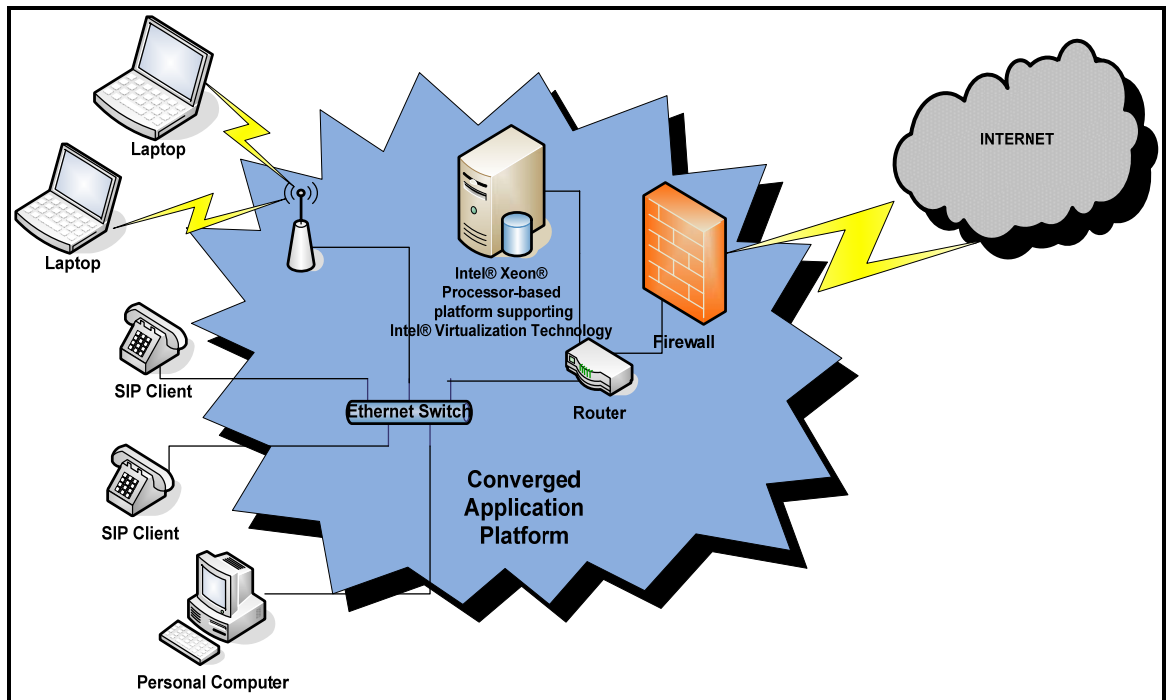 Laptop
INTERNET
Laptop
Intel® Xeon®
Processor-based
platform supporting
Intel® Virtualization Technology
Firewall
SIP Client
Ethernet Switch
Router
SIP Client
Converged
Application
Platform
Personal Computer